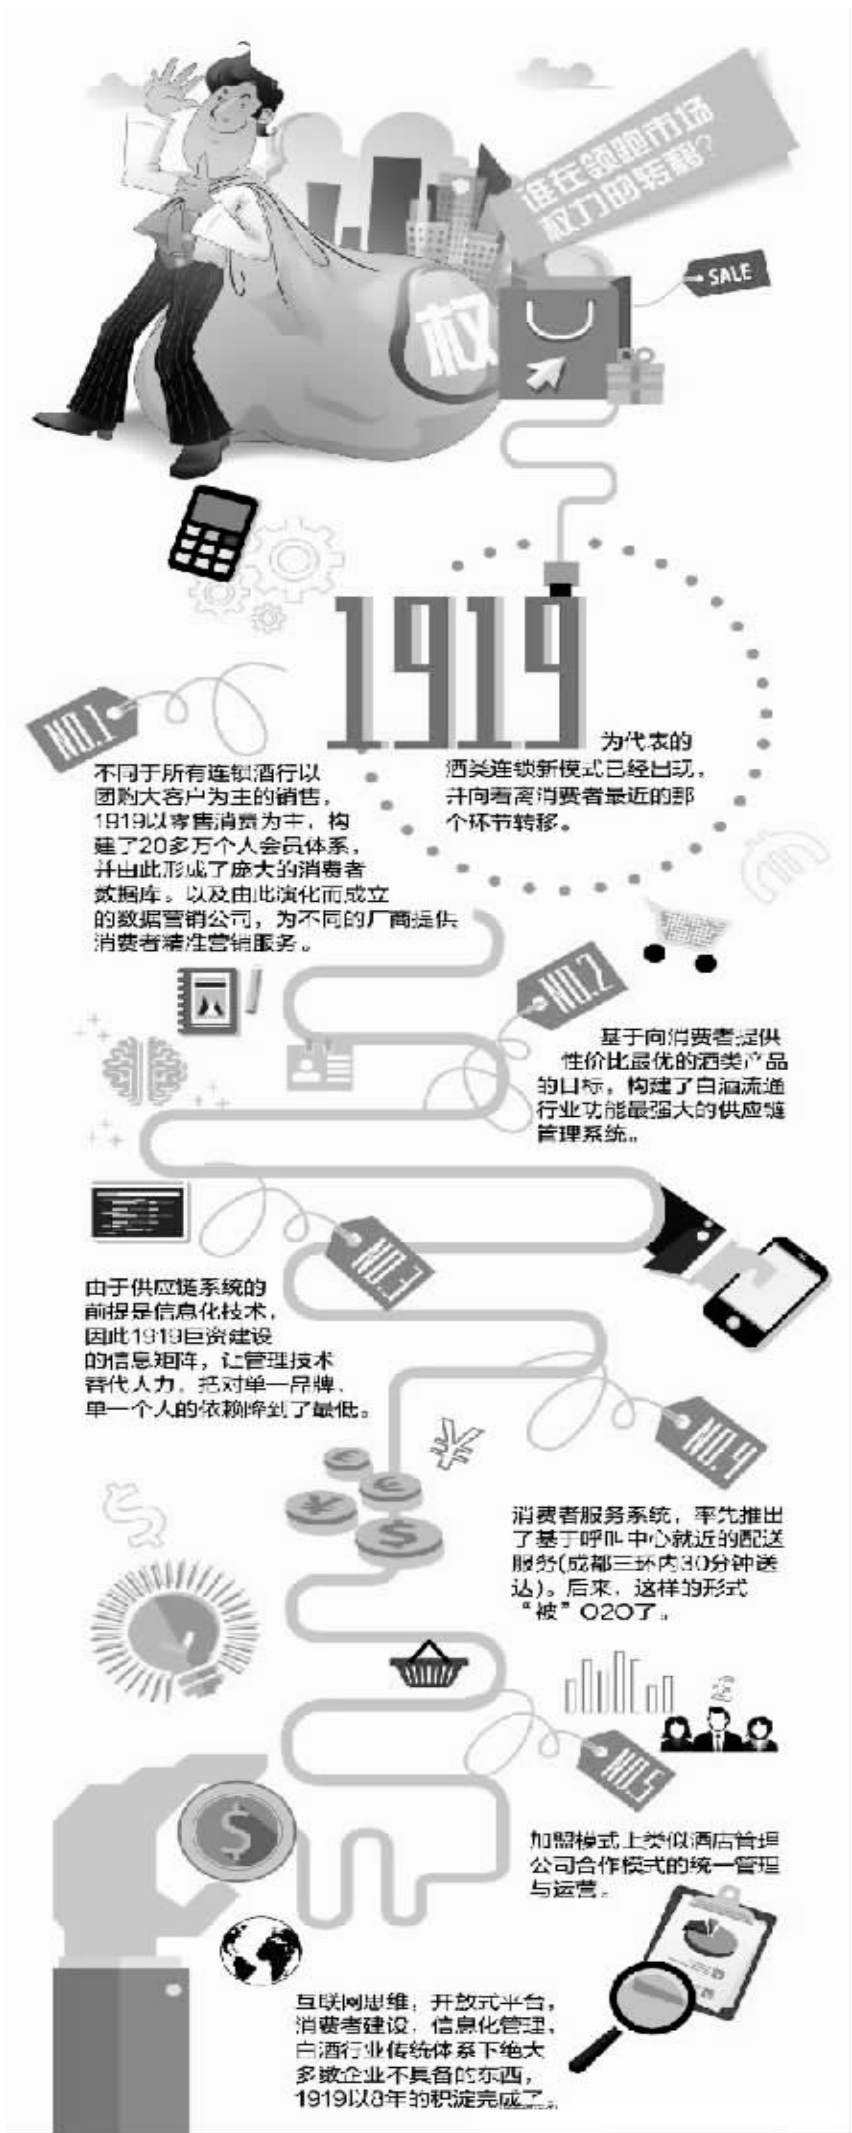 谁在领跑市场
权力的转移?
SALE
权
1919
为代表的
酒类连锁新模式已经出现，
并向着离消费者最近的那
个环节转移。
NO.1
不同于所有连锁酒行以
团购大客户为主的销售，
1919以零售消费为主，构
建了20多万个人会员体系，
并由此形成了庞大的消费者
数据库。以及由此演化而成立
的数据营销公司，为不同的厂商提供
消费者精准营销服务。
NO.2
基于向消费者提供
性价比最优的酒类产品
的目标，构建了白酒流通
行业功能最强大的供应链
管理系统。
NO.3
由于供应链系统的
前提是信息化技术，
因此1919巨资建设
的信息矩阵，让管理技术
替代人力，把对单一品牌、
单一个人的依赖降到了最低。
NO.4
消费者服务系统，率先推出
了基于呼叫中心就近的配送
服务(成都三环内30分钟送
达)。后来，这样的形式
“被”O2O了。
NO.5
加盟模式上类似酒店管理
公司合作模式的统一管理
与运营。
互联网思维，开放式平台，
消费者建设，信息化管理，
白酒行业传统体系下绝大
多数企业不具备的东西，
1919以8年的积淀完成了。